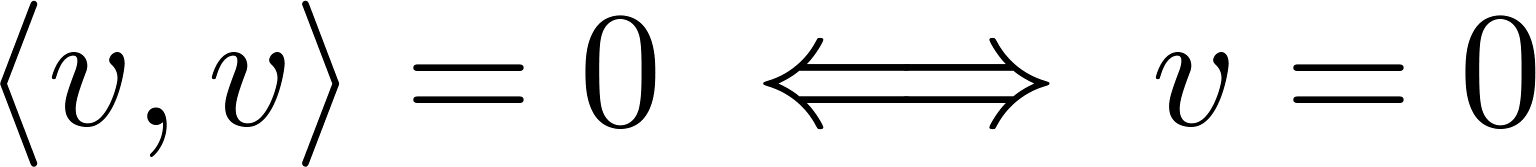 ⟨v, v⟩ = 0 ⟺ v = 0